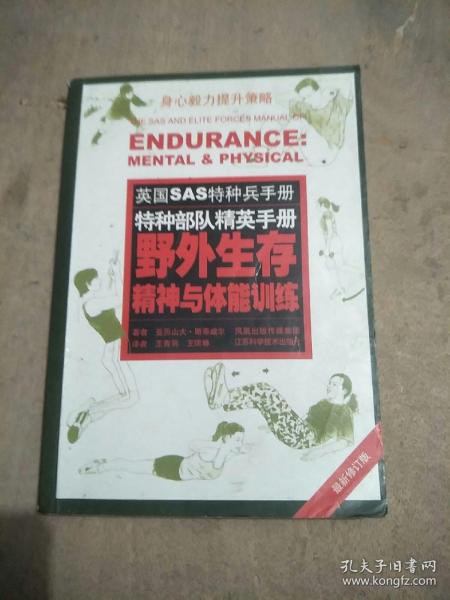 身心毅力提升策略
THE SAS AND ELITE FORCES MANUAL OF
ENDURANCE:
MENTAL & PHYSICAL
英国SAS特种兵手册
特种部队精英手册
野外生存
精神与体能训练
著者 亚历山大·斯蒂威尔 凤凰出版传媒集团
译者 王青羽 王 江苏科学技术出版社
最新修订版
孔夫子旧书网
www.kongfz.com